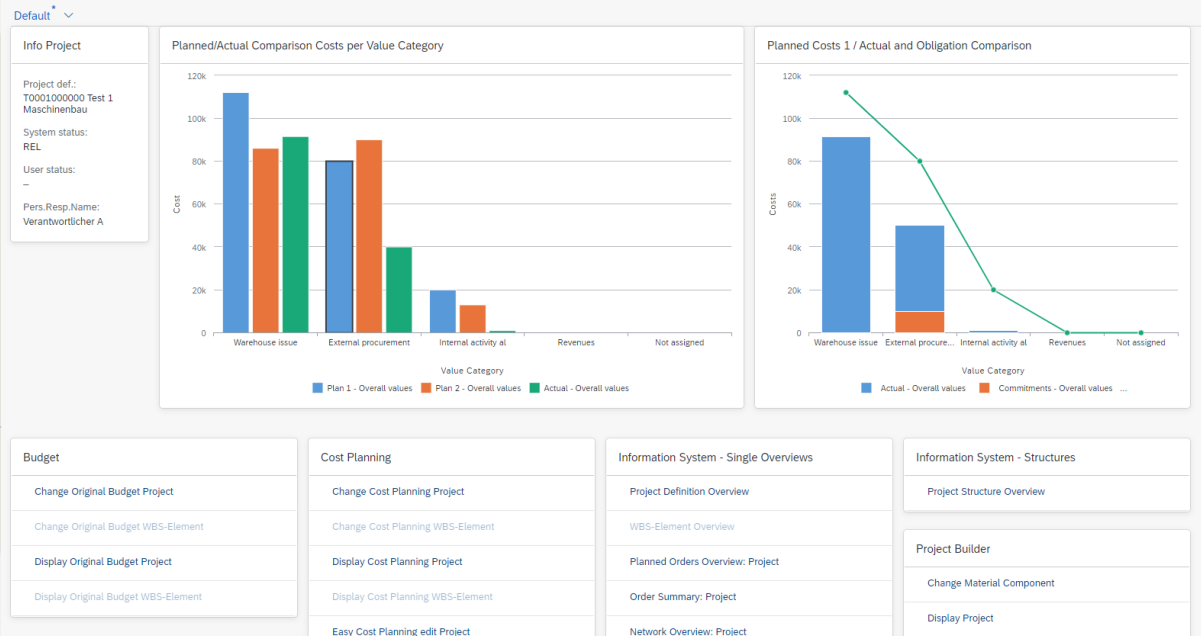 Default *
Info Project
Project def.:
T0001000000 Test 1
Maschinenbau
System status:
REL
User status:
–
Pers.Resp.Name:
Verantwortlicher A
Planned/Actual Comparison Costs per Value Category
120k
100k
80k
60k
40k
20k
0
Cost
Warehouse issue
External procurement
Internal activity al
Revenues
Not assigned
Value Category
Plan 1 - Overall values
Plan 2 - Overall values
Actual - Overall values
Planned Costs 1 / Actual and Obligation Comparison
120k
100k
80k
60k
40k
20k
0
Costs
Warehouse issue
External procure...
Internal activity al
Revenues
Not assigned
Value Category
Actual - Overall values
Commitments - Overall values
...
Budget
Change Original Budget Project
Change Original Budget WBS-Element
Display Original Budget Project
Display Original Budget WBS-Element
Cost Planning
Change Cost Planning Project
Change Cost Planning WBS-Element
Display Cost Planning Project
Display Cost Planning WBS-Element
Easy Cost Planning edit Project
Information System - Single Overviews
Project Definition Overview
WBS-Element Overview
Planned Orders Overview: Project
Order Summary: Project
Network Overview: Project
Information System - Structures
Project Structure Overview
Project Builder
Change Material Component
Display Project